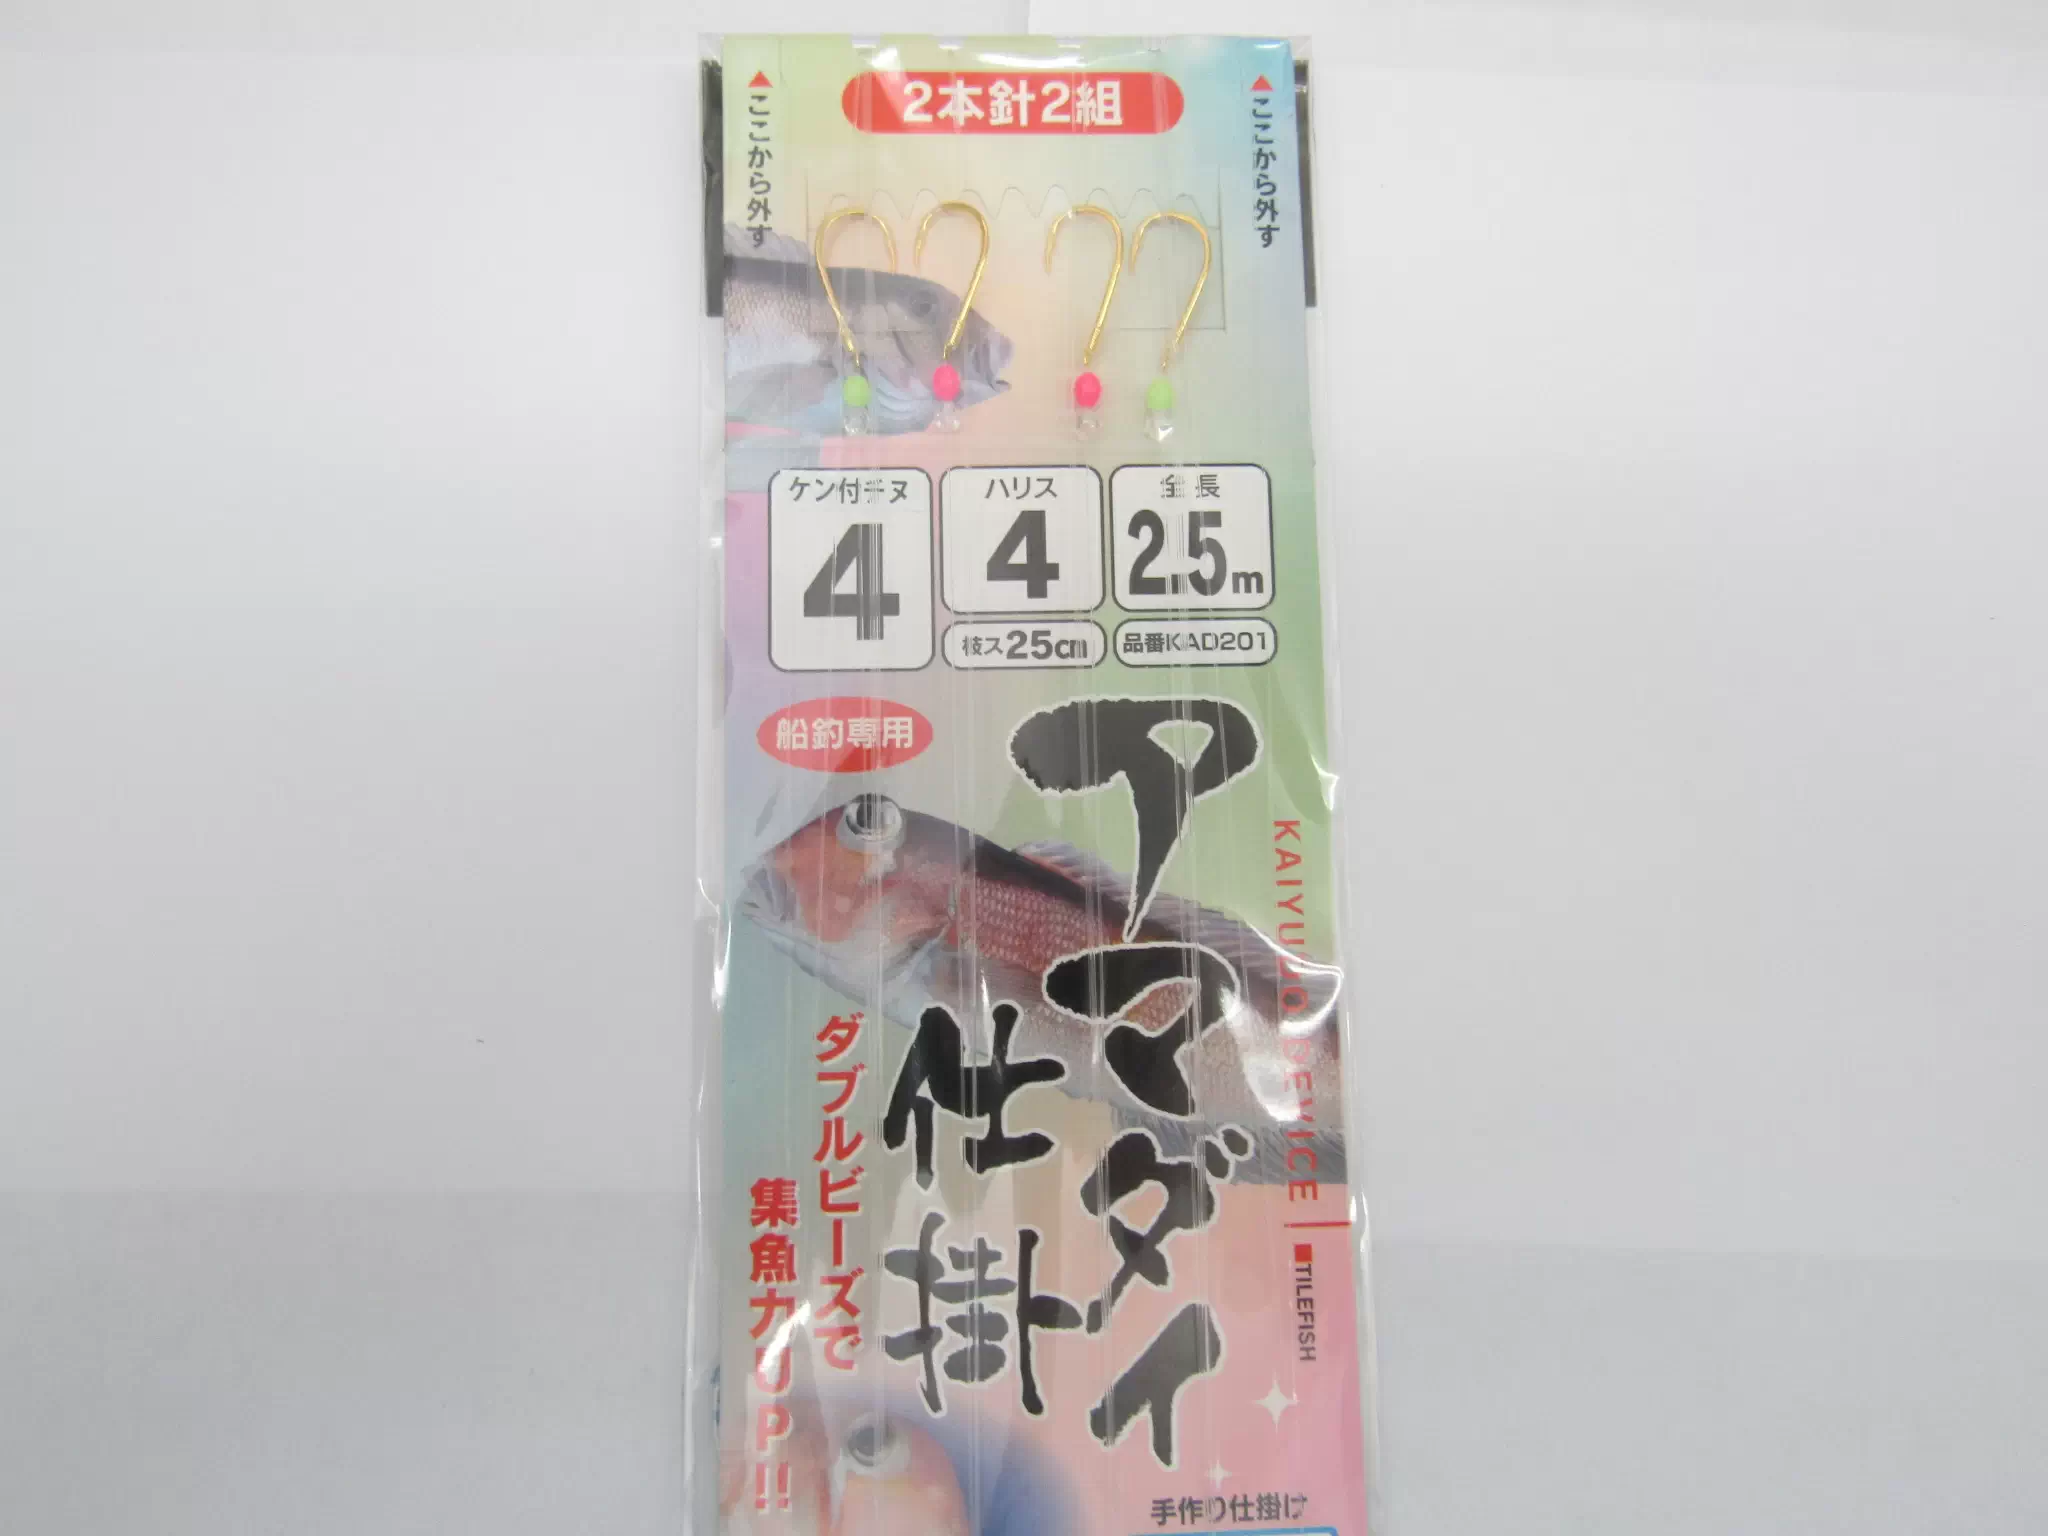 2本針2組
ここから外す
ここから外す
ケン付チヌ
4
ハリス
4
全長
2.5m
枝ス25cm
品番KAD201
船釣専用
アマダイ
仕掛
ダブルビーズで
集魚力UP!!
KAIYUDO DEVICE
■TILEFISH
手作り仕掛け